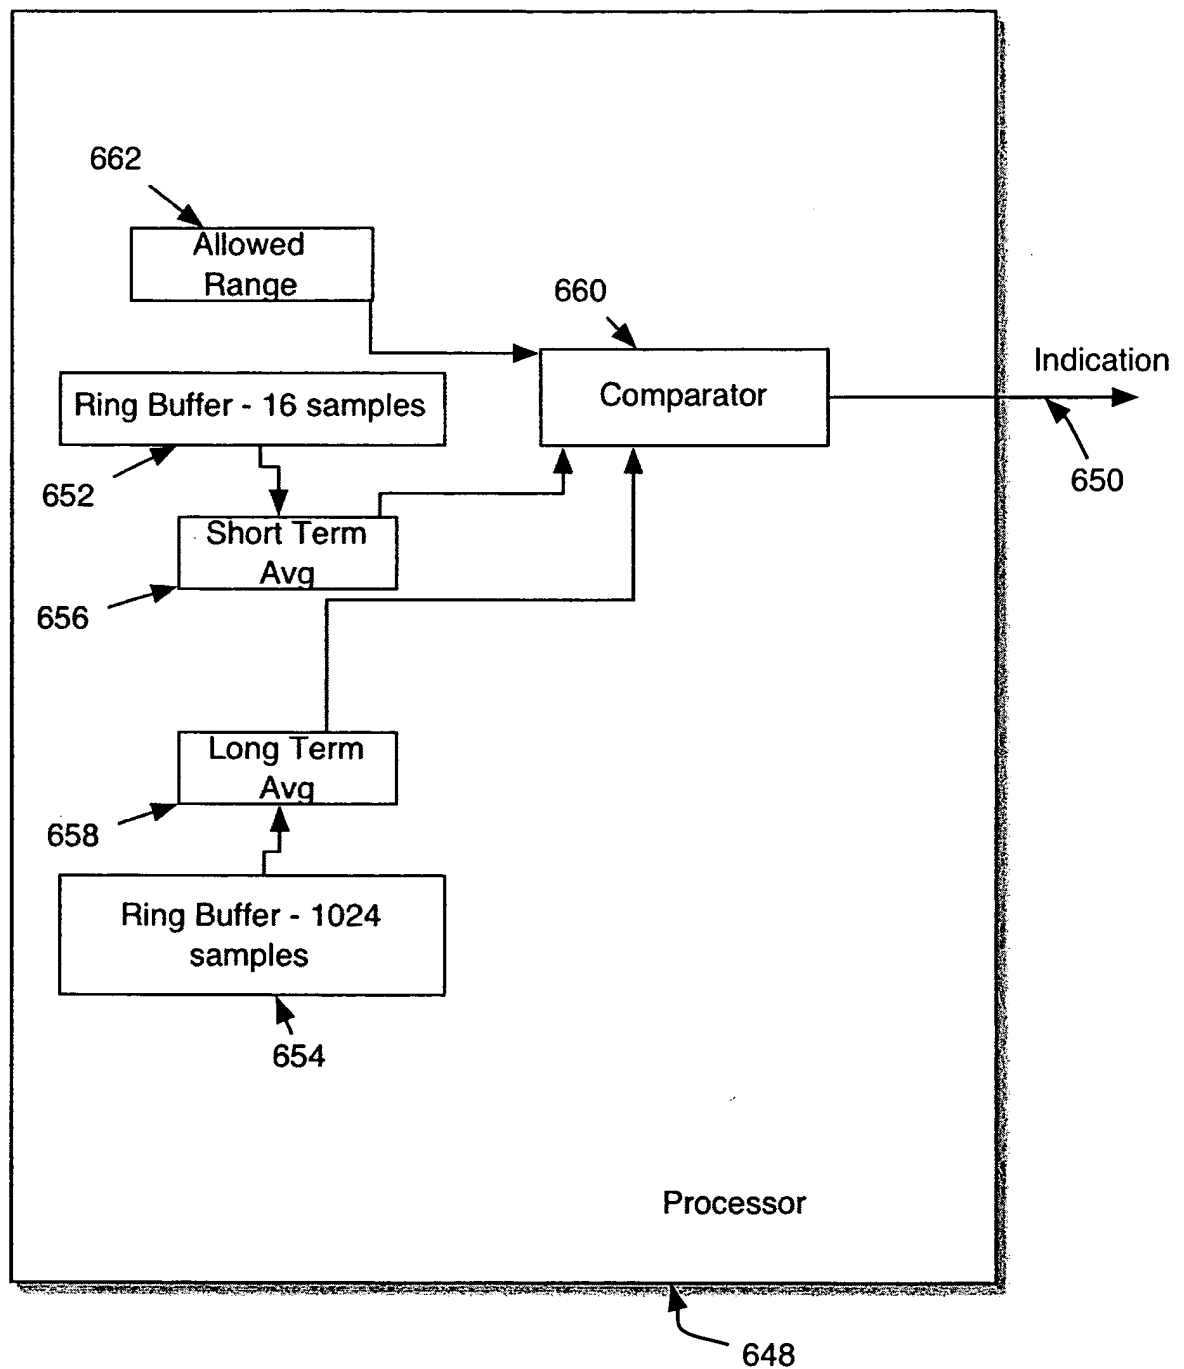 662
Allowed
Range
660
Indication
Comparator
Ring Buffer - 16 samples
650
652
Short Term
Avg
656
Long Term
Avg
658
Ring Buffer - 1024
samples
654
Processor
648